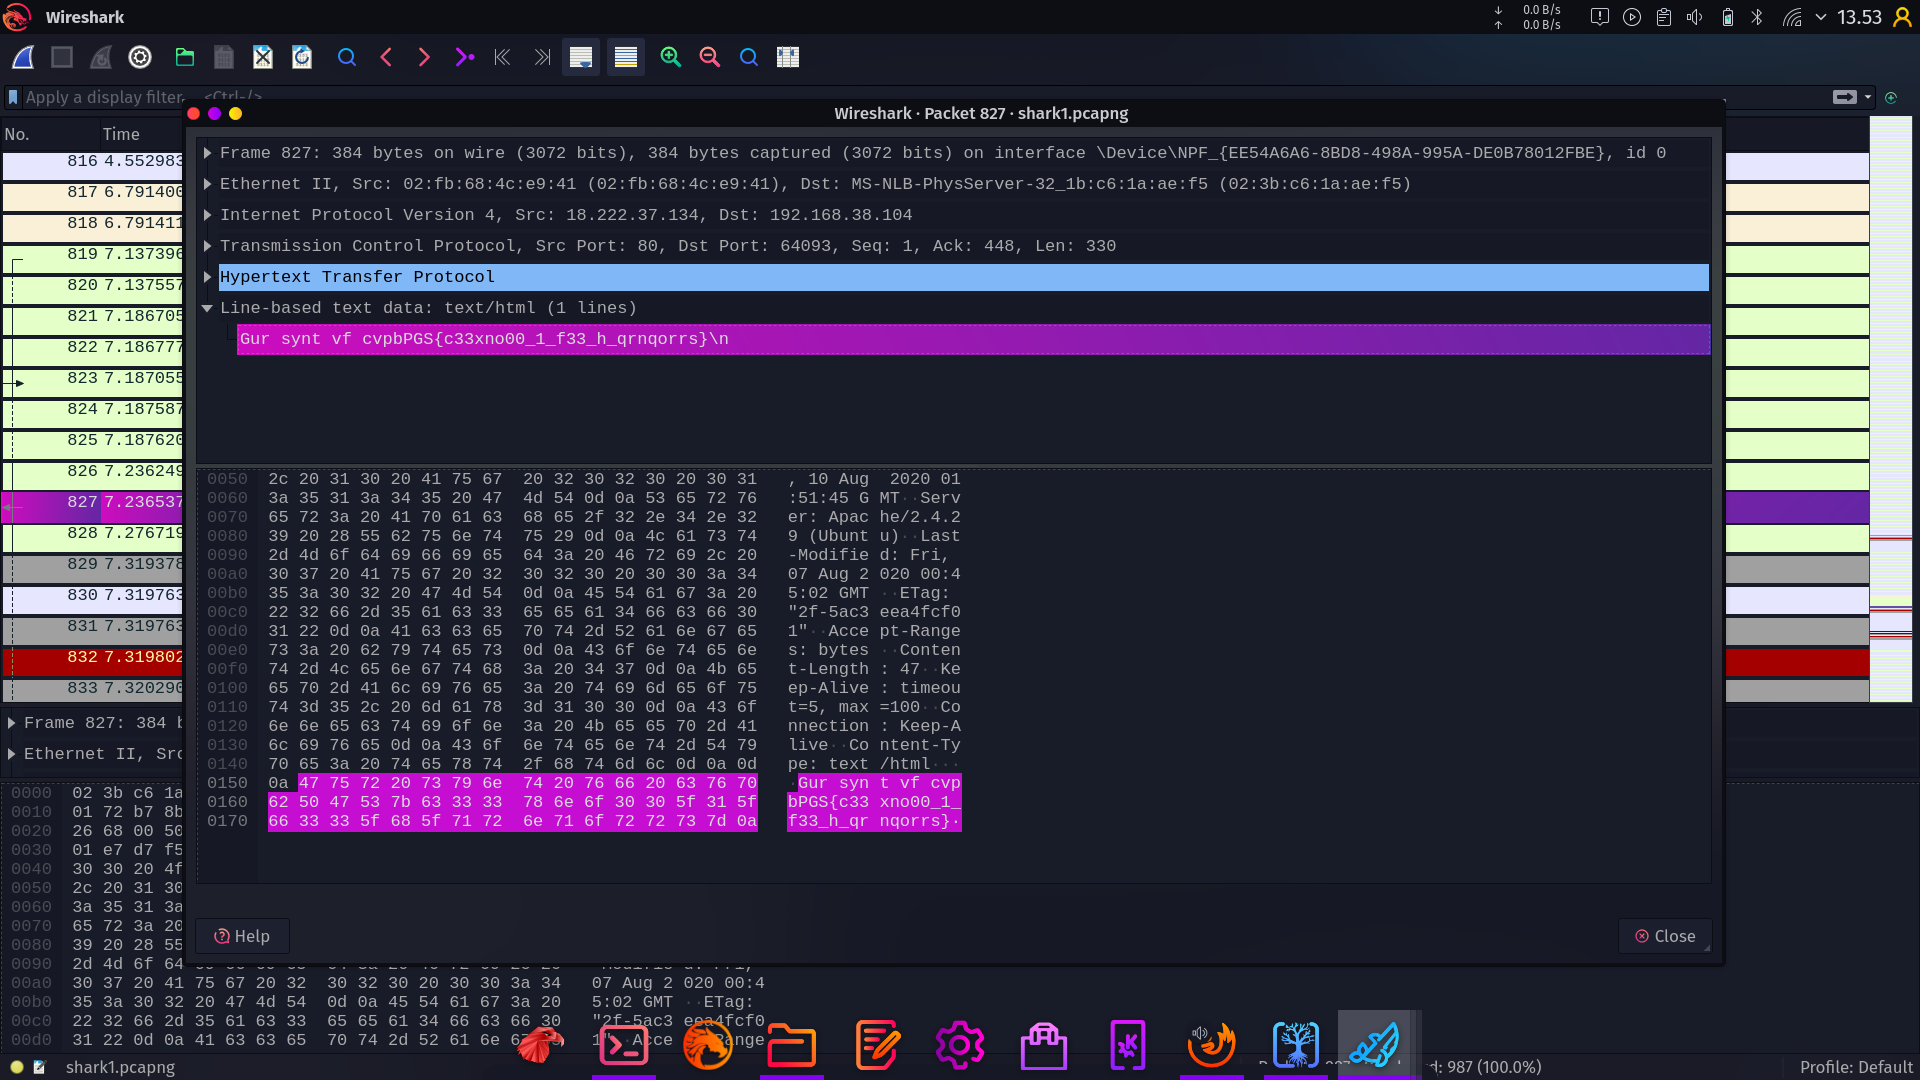 Wireshark
0.0 B/s
0.0 B/s
13.53
Apply a display filter... <Ctrl-/>
Wireshark · Packet 827 · shark1.pcapng
No. Time
816 4.552983
817 6.791400
818 6.791411
819 7.137396
820 7.137557
821 7.186705
822 7.186777
823 7.187055
824 7.187587
825 7.187620
826 7.236249
827 7.236537
828 7.276719
829 7.319378
830 7.319763
831 7.319763
832 7.319802
833 7.320290
Frame 827: 384 bytes on wire (3072 bits), 384 bytes captured (3072 bits) on interface \Device\NPF_{EE54A6A6-8BD8-498A-995A-DE0B78012FBE}, id 0
Ethernet II, Src: 02:fb:68:4c:e9:41 (02:fb:68:4c:e9:41), Dst: MS-NLB-PhysServer-32_1b:c6:1a:ae:f5 (02:3b:c6:1a:ae:f5)
Internet Protocol Version 4, Src: 18.222.37.134, Dst: 192.168.38.104
Transmission Control Protocol, Src Port: 80, Dst Port: 64093, Seq: 1, Ack: 448, Len: 330
Hypertext Transfer Protocol
Line-based text data: text/html (1 lines)
Gur synt vf cvpbPGS{c33xno00_1_f33_h_qrnqorrs}\n
0050 2c 20 31 30 20 41 75 67 20 32 30 32 30 20 30 31 , 10 Aug 2020 01
0060 3a 35 31 3a 34 35 20 47 4d 54 0d 0a 53 65 72 76 :51:45 G MT··Serv
0070 65 72 3a 20 41 70 61 63 68 65 2f 32 2e 34 2e 32 er: Apac he/2.4.2
0080 39 20 28 55 62 75 6e 74 75 29 0d 0a 4c 61 73 74 9 (Ubunt u)··Last
0090 2d 4d 6f 64 69 66 69 65 64 3a 20 46 72 69 2c 20 -Modifie d: Fri,
00a0 30 37 20 41 75 67 20 32 30 32 30 20 30 30 3a 34 07 Aug 2 020 00:4
00b0 35 3a 30 32 20 47 4d 54 0d 0a 45 54 61 67 3a 20 5:02 GMT ··ETag:
00c0 22 32 66 2d 35 61 63 33 65 65 61 34 66 63 66 30 "2f-5ac3 eea4fcf0
00d0 31 22 0d 0a 41 63 63 65 70 74 2d 52 61 6e 67 65 1"··Acce pt-Range
00e0 73 3a 20 62 79 74 65 73 0d 0a 43 6f 6e 74 65 6e s: bytes ··Conten
00f0 74 2d 4c 65 6e 67 74 68 3a 20 34 37 0d 0a 4b 65 t-Length : 47··Ke
0100 65 70 2d 41 6c 69 76 65 3a 20 74 69 6d 65 6f 75 ep-Alive : timeou
0110 74 3d 35 2c 20 6d 61 78 3d 31 30 30 0d 0a 43 6f t=5, max =100··Co
0120 6e 6e 65 63 74 69 6f 6e 3a 20 4b 65 65 70 2d 41 nnection : Keep-A
0130 6c 69 76 65 0d 0a 43 6f 6e 74 65 6e 74 2d 54 79 live··Co ntent-Ty
0140 70 65 3a 20 74 65 78 74 2f 68 74 6d 6c 0d 0a 0d pe: text /html···
0150 0a 47 75 72 20 73 79 6e 74 20 76 66 20 63 76 70 ·Gur syn t vf cvp
0160 62 50 47 53 7b 63 33 33 78 6e 6f 30 30 5f 31 5f bPGS{c33 xno00_1_
0170 66 33 33 5f 68 5f 71 72 6e 71 6f 72 72 73 7d 0a f33_h_qr nqorrs}·
Help
Close
Frame 827: 384 b
Ethernet II, Src
0000 02 3b c6 1a
0010 01 72 b7 8b
0020 26 68 00 50
0030 01 e7 d7 f5
0040 30 30 20 4f
0050 2c 20 31 30
0060 3a 35 31 3a
0070 65 72 3a 20
0080 39 20 28 55
0090 2d 4d 6f 64
00a0 30 37 20 41 75 67 20 32 30 32 30 20 30 30 3a 34 07 Aug 2 020 00:4
00b0 35 3a 30 32 20 47 4d 54 0d 0a 45 54 61 67 3a 20 5:02 GMT ··ETag:
00c0 22 32 66 2d 35 61 63 33 65 65 61 34 66 63 66 30 "2f-5ac3 eea4fcf0
00d0 31 22 0d 0a 41 63 63 65 70 74 2d 52 61 6e Acce Range
shark1.pcapng
987 (100.0%)
Profile: Default